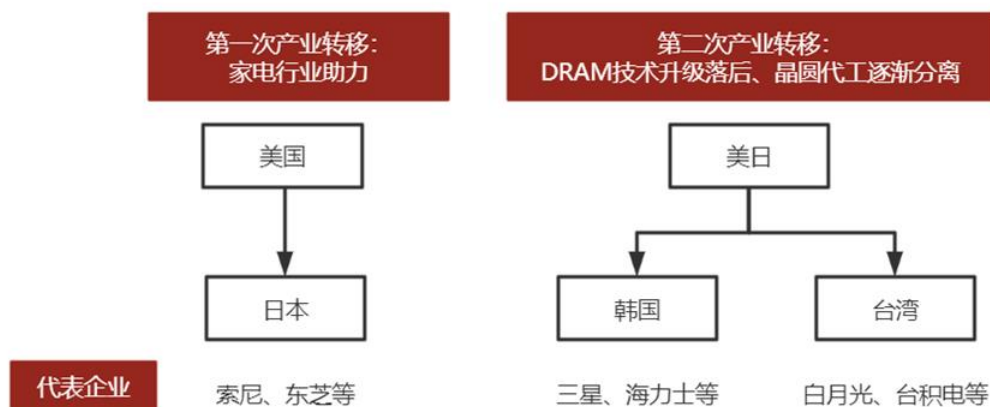 第一次产业转移：
家电行业助力
第二次产业转移：
DRAM技术升级落后、晶圆代工逐渐分离
美国
美日
日本
韩国
台湾
代表企业
索尼、东芝等
三星、海力士等
白月光、台积电等